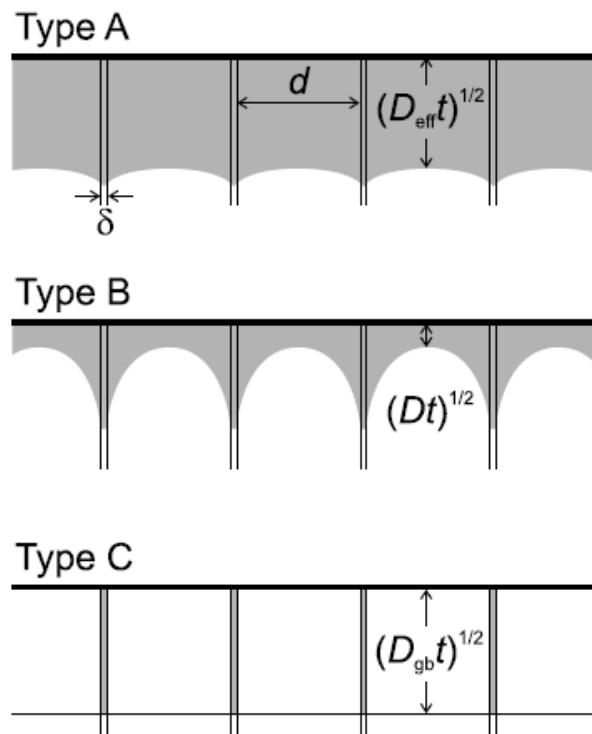 Type A
d
(D_eff t)^1/2
δ
Type B
(Dt)^1/2
Type C
(D_gb t)^1/2